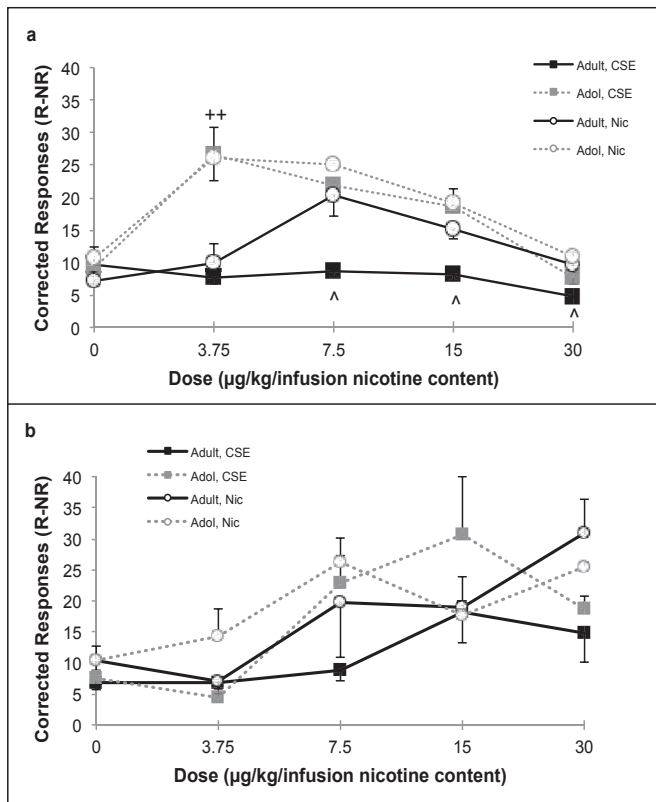 a
Corrected Responses (R-NR)
40
35
30
25
20
15
10
5
0
++
^
^
^
Adult, CSE
Adol, CSE
Adult, Nic
Adol, Nic
0 3.75 7.5 15 30
Dose (µg/kg/infusion nicotine content)
b
Adult, CSE
Adol, CSE
Adult, Nic
Adol, Nic
Corrected Responses (R-NR)
40
35
30
25
20
15
10
5
0
0 3.75 7.5 15 30
Dose (µg/kg/infusion nicotine content)